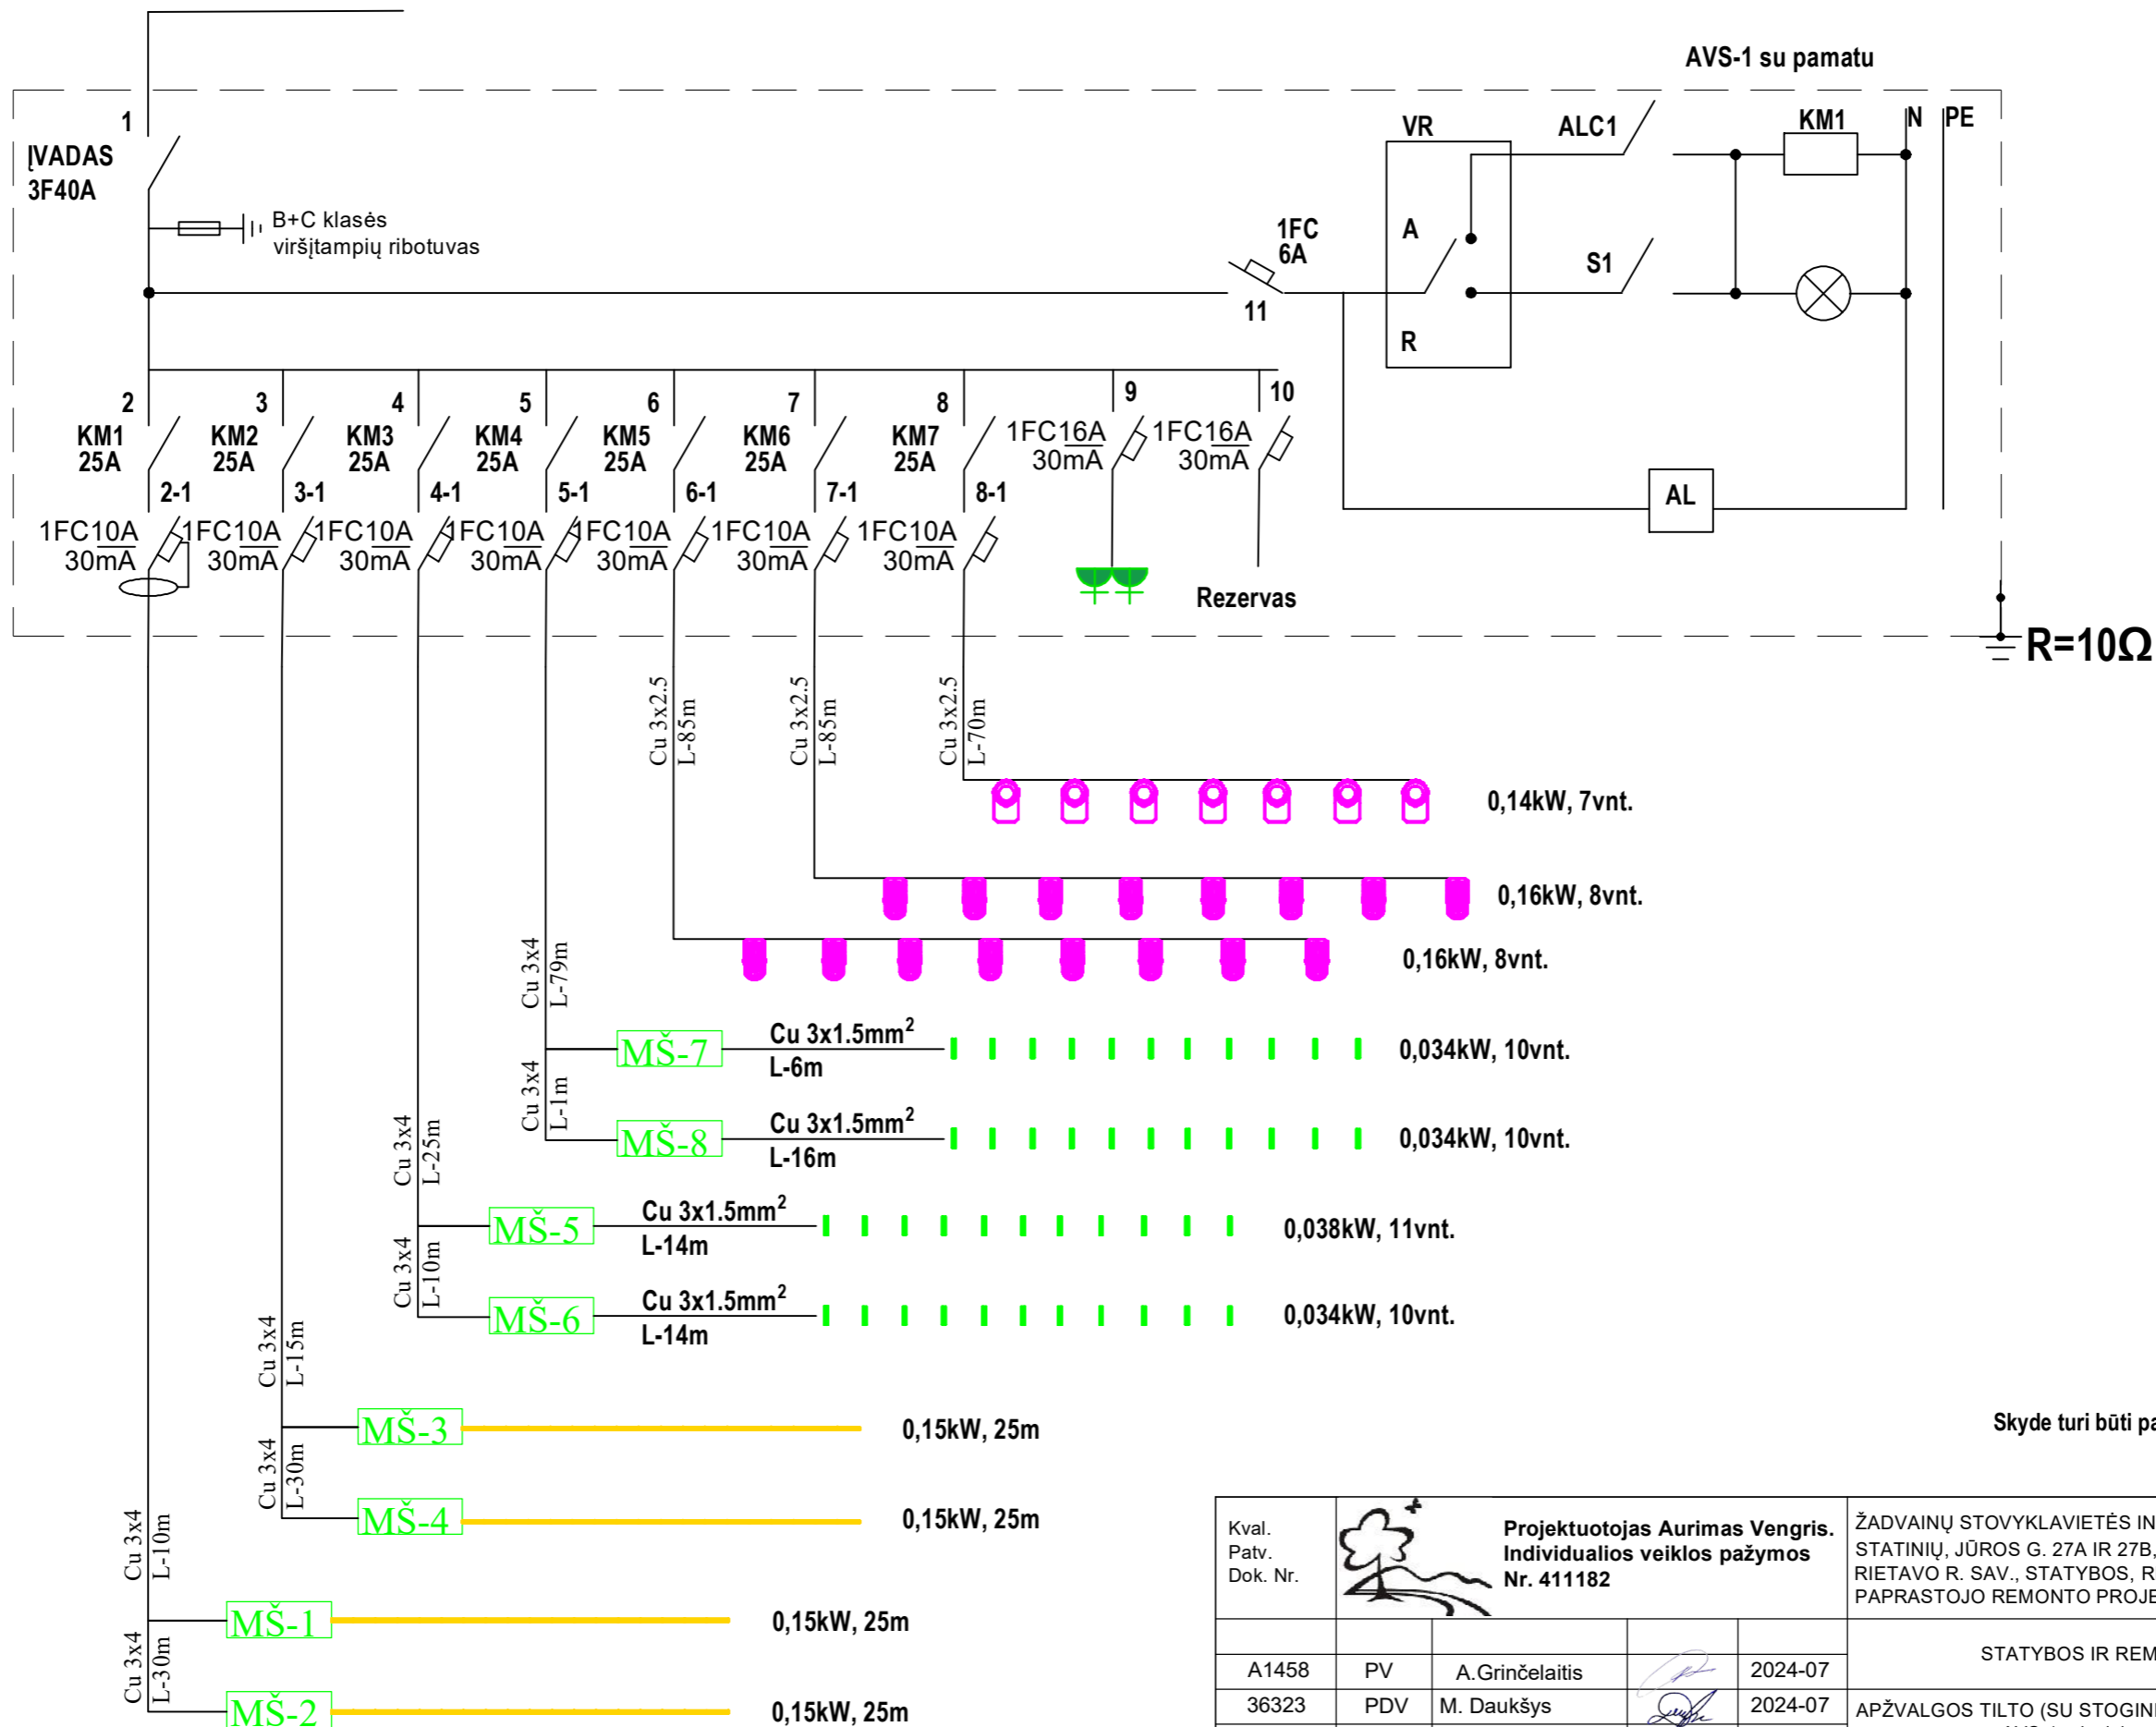 AVS-1 su pamatu
1
ĮVADAS
3F40A
B+C klasės
viršįtampių ribotuvas
1FC
6A
11
VR
A
R
ALC1
S1
KM1
N
PE
AL
R=10Ω
2
KM1
25A
3
KM2
25A
4
KM3
25A
5
KM4
25A
6
KM5
25A
7
KM6
25A
8
KM7
25A
9
1FC16A
30mA
10
1FC16A
30mA
2-1
1FC10A
30mA
3-1
1FC10A
30mA
4-1
1FC10A
30mA
5-1
1FC10A
30mA
6-1
1FC10A
30mA
7-1
1FC10A
30mA
8-1
1FC10A
30mA
Rezervas
Cu 3x2.5
L-85m
Cu 3x2.5
L-85m
Cu 3x2.5
L-70m
0,14kW, 7vnt.
0,16kW, 8vnt.
0,16kW, 8vnt.
Cu 3x4
L-79m
MŠ-7
Cu 3x1.5mm²
L-6m
0,034kW, 10vnt.
Cu 3x4
L-1m
MŠ-8
Cu 3x1.5mm²
L-16m
0,034kW, 10vnt.
Cu 3x4
L-25m
MŠ-5
Cu 3x1.5mm²
L-14m
0,038kW, 11vnt.
Cu 3x4
L-10m
MŠ-6
Cu 3x1.5mm²
L-14m
0,034kW, 10vnt.
Cu 3x4
L-15m
MŠ-3
0,15kW, 25m
Cu 3x4
L-30m
MŠ-4
0,15kW, 25m
Cu 3x4
L-10m
MŠ-1
0,15kW, 25m
Cu 3x4
L-30m
MŠ-2
0,15kW, 25m
Skyde turi būti pa
Kval.
Patv.
Dok. Nr.
Projektuotojas Aurimas Vengris.
Individualios veiklos pažymos
Nr. 411182
ŽADVAINŲ STOVYKLAVIETĖS IN
STATINIŲ, JŪROS G. 27A IR 27B,
RIETAVO R. SAV., STATYBOS, R
PAPRASTOJO REMONTO PROJE
STATYBOS IR REM
A1458 PV A.Grinčelaitis 2024-07
36323 PDV M. Daukšys 2024-07
APŽVALGOS TILTO (SU STOGIN